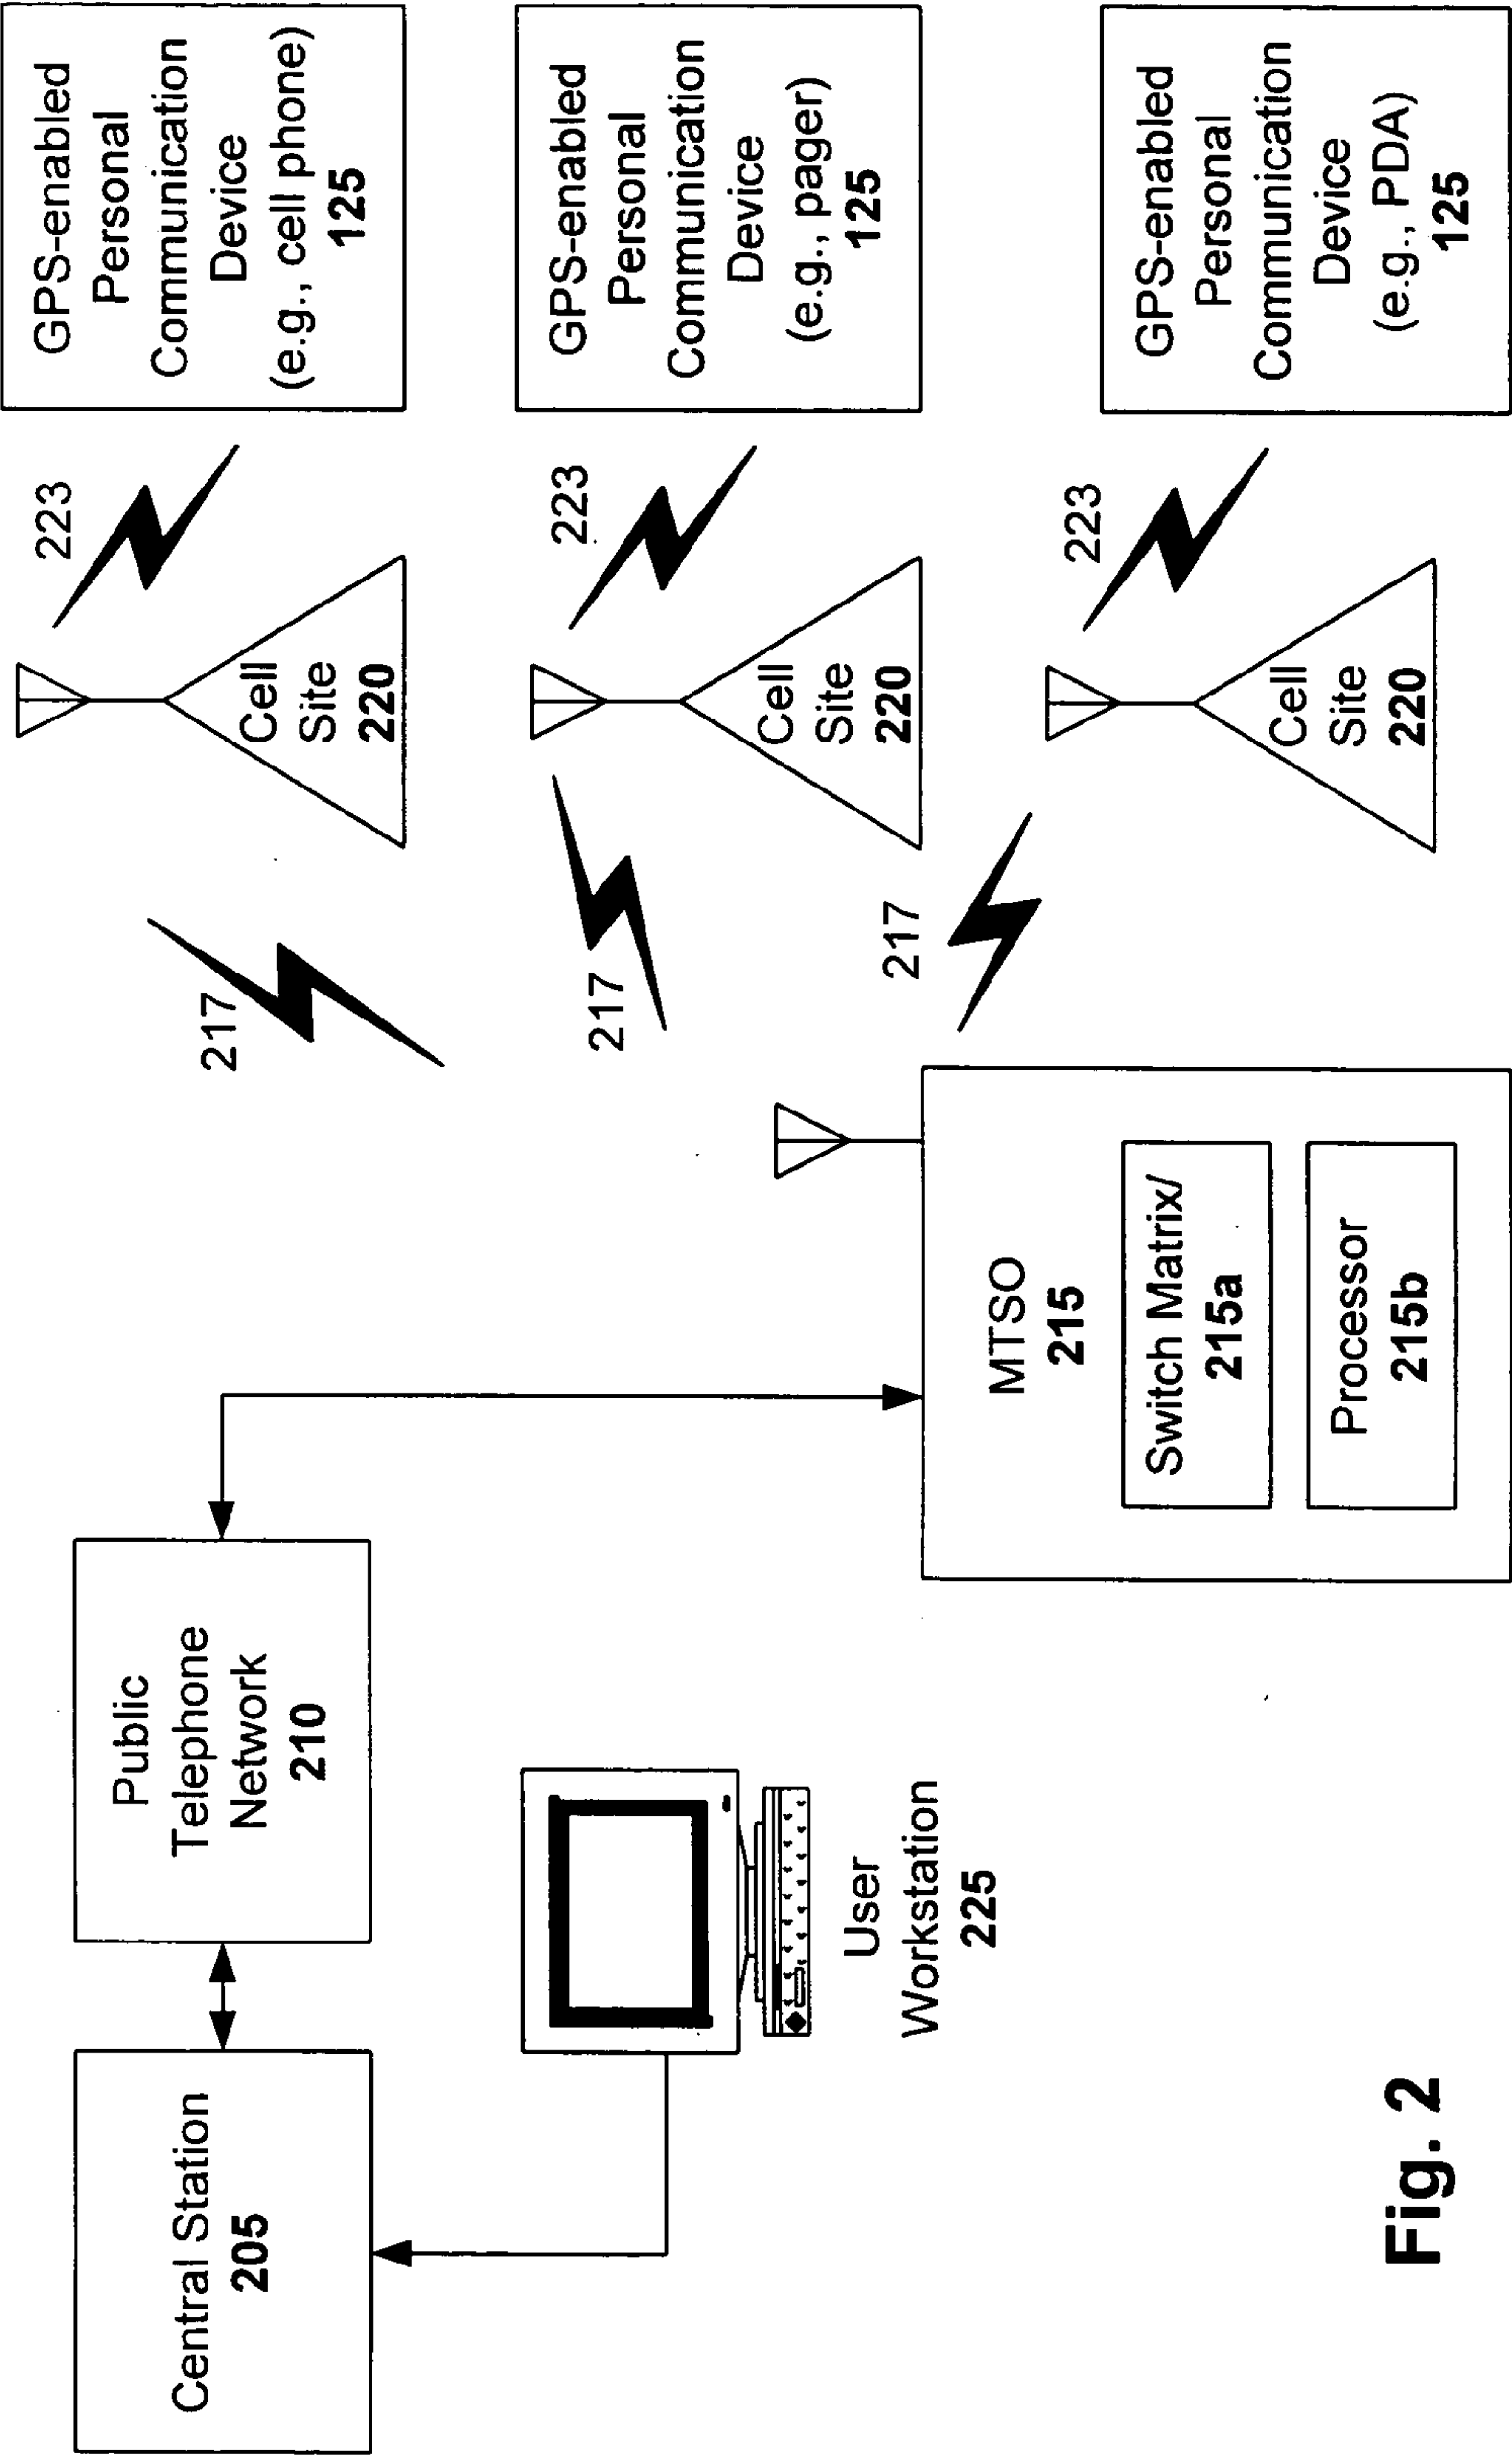 Central Station
205
Public
Telephone
Network
210
User
Workstation
225
MTSO
215
Switch Matrix/
215a
Processor
215b
217
217
217
Cell
Site
220
Cell
Site
220
Cell
Site
220
223
223
223
GPS-enabled
Personal
Communication
Device
(e.g., cell phone)
125
GPS-enabled
Personal
Communication
Device
(e.g., pager)
125
GPS-enabled
Personal
Communication
Device
(e.g., PDA)
125
Fig. 2